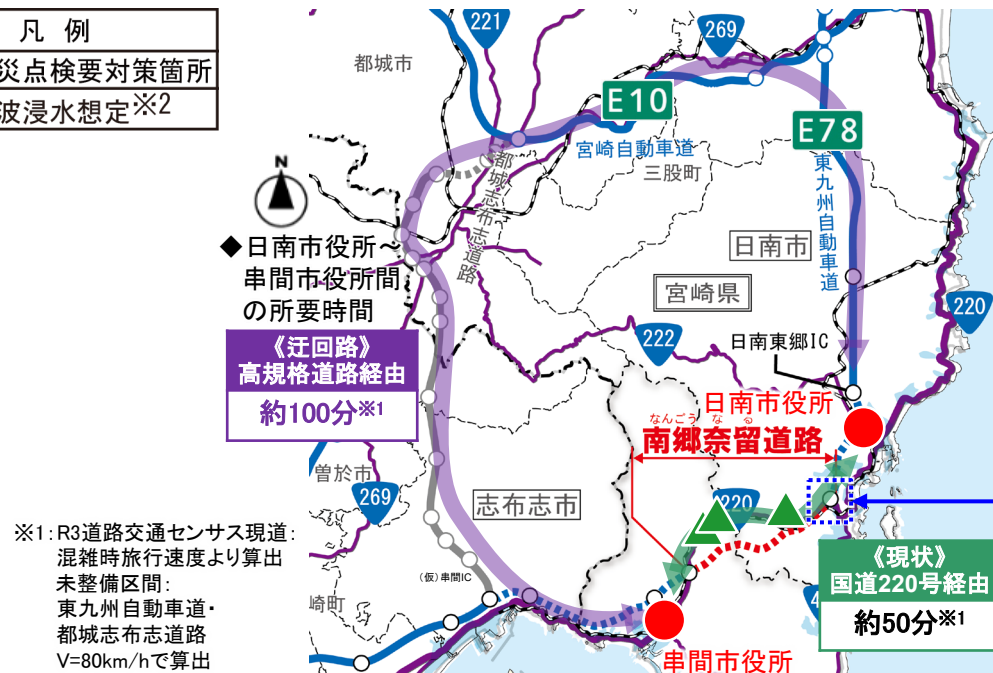 凡 例
災点検要対策箇所
波浸水想定※2
221
269
都城市
E10
E78
宮崎自動車道
三股町
東九州自動車道
都城志布志道路
N
◆日南市役所～
串間市役所間
の所要時間
日南市
宮崎県
220
222
日南東郷IC
《迂回路》
高規格道路経由
約100分※1
日南市役所
なんごう な る
南郷奈留道路
曽於市
269
志布志市
220
※1:R3道路交通センサス現道:
混雑時旅行速度より算出
未整備区間:
東九州自動車道・
都城志布志道路
V=80km/hで算出
(仮)串間IC
崎町
《現状》
国道220号経由
約50分※1
4
串間市役所